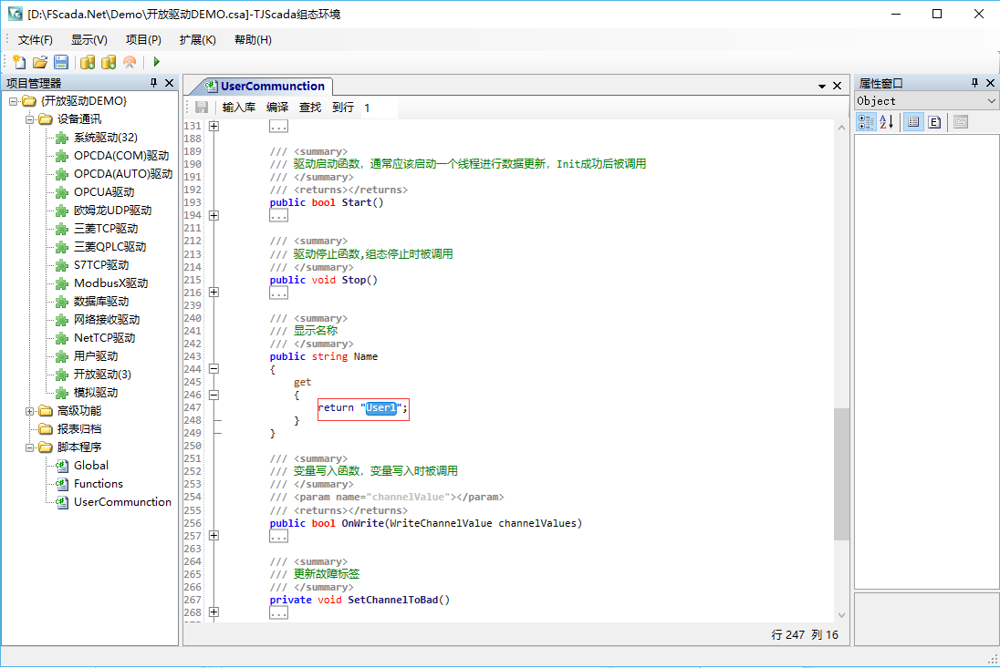 [D:\FScada.Net\Demo\开放驱动DEMO.csa]-TJScada组态环境
文件(F) 显示(V) 项目(P) 扩展(K) 帮助(H)
项目管理器
{开放驱动DEMO}
设备通讯
系统驱动(32)
OPCDA(COM)驱动
OPCDA(AUTO)驱动
OPCUA驱动
欧姆龙UDP驱动
三菱TCP驱动
三菱QPLC驱动
S7TCP驱动
ModbusX驱动
数据库驱动
网络接收驱动
NetTCP驱动
用户驱动
开放驱动(3)
模拟驱动
高级功能
报表归档
脚本程序
Global
Functions
UserCommunction
UserCommunction
输入库 编译 查找 到行 1
131 ...
188
189 /// <summary>
190 /// 驱动启动函数，通常应该启动一个线程进行数据更新，Init成功后被调用
191 /// </summary>
192 /// <returns></returns>
193 public bool Start()
194 ...
211
212 /// <summary>
213 /// 驱动停止函数,组态停止时被调用
214 /// </summary>
215 public void Stop()
216 ...
239
240 /// <summary>
241 /// 显示名称
242 /// </summary>
243 public string Name
244 {
245 get
246 {
247 return "User1";
248 }
249 }
250
251 /// <summary>
252 /// 变量写入函数，变量写入时被调用
253 /// </summary>
254 /// <param name="channelValue"></param>
255 /// <returns></returns>
256 public bool OnWrite(WriteChannelValue channelValues)
257 ...
263
264 /// <summary>
265 /// 更新故障标签
266 /// </summary>
267 private void SetChannelToBad()
268 ...
行 247 列 16
属性窗口
Object